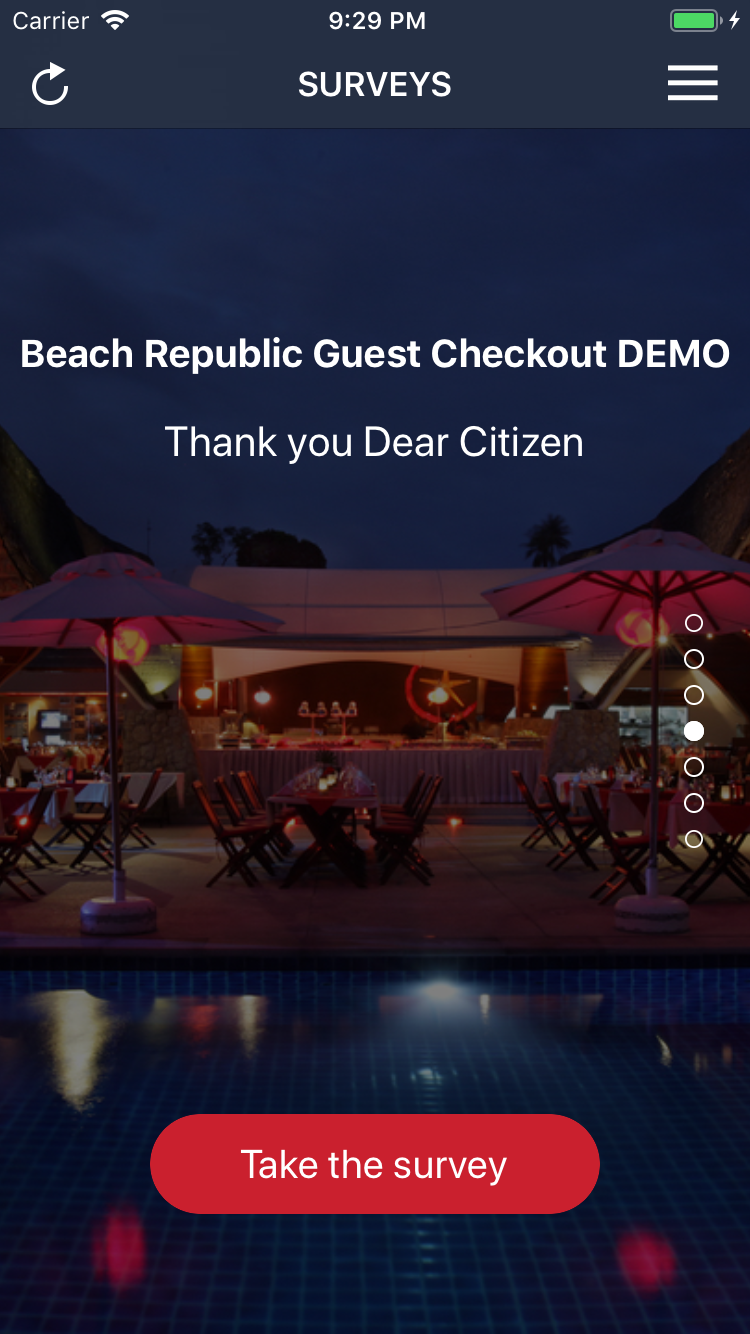 Carrier 9:29 PM
SURVEYS
Beach Republic Guest Checkout DEMO
Thank you Dear Citizen
Take the survey